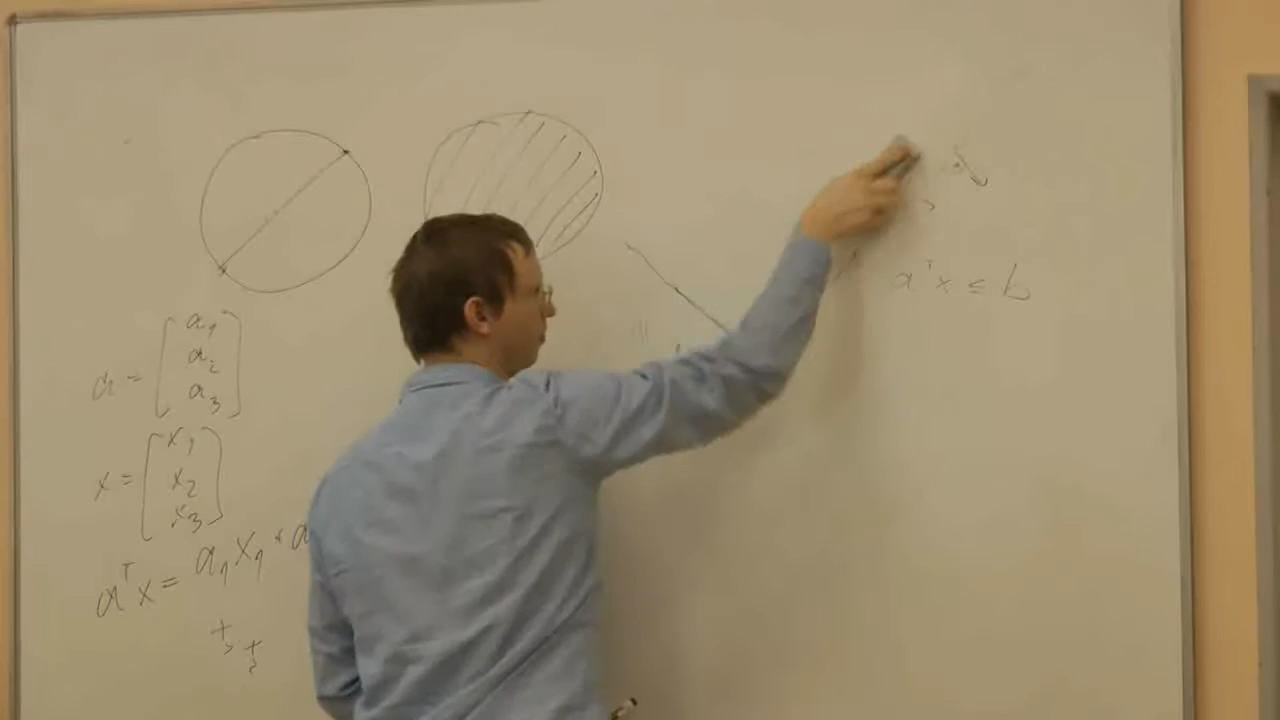 a = [a₁
a₂
a₃]
x = [x₁
x₂
x₃]
aᵀx = a₁x₁ + a
aᵀx ≤ b